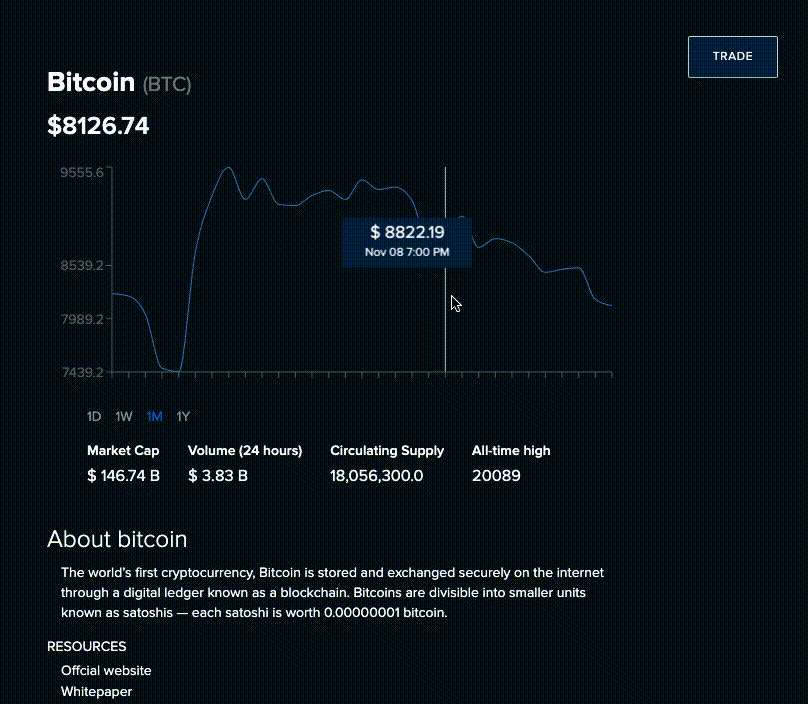 TRADE
Bitcoin (BTC)
$8126.74
9555.6
$ 8822.19
Nov 08 7:00 PM
8539.2
7989.2
7439.2
1D 1W 1M 1Y
Market Cap Volume (24 hours) Circulating Supply All-time high
$ 146.74 B $ 3.83 B 18,056,300.0 20089
About bitcoin
The world's first cryptocurrency, Bitcoin is stored and exchanged securely on the internet
through a digital ledger known as a blockchain. Bitcoins are divisible into smaller units
known as satoshis — each satoshi is worth 0.00000001 bitcoin.
RESOURCES
Offcial website
Whitepaper